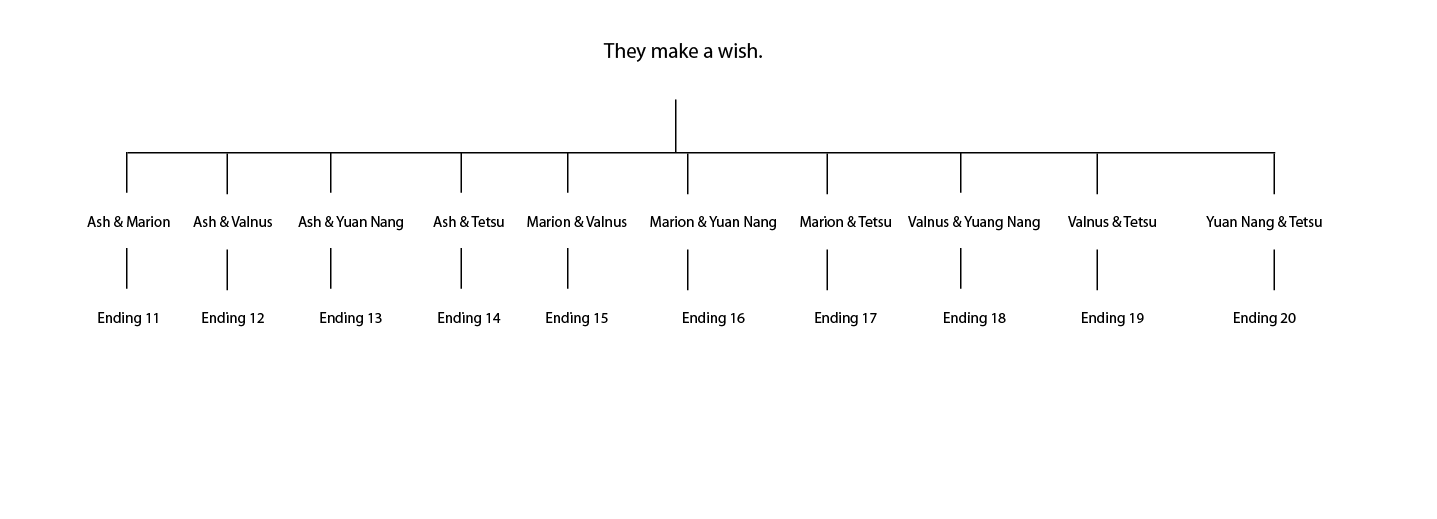 They make a wish.
Ash & Marion Ash & Valnus Ash & Yuan Nang Ash & Tetsu Marion & Valnus Marion & Yuan Nang Marion & Tetsu Valnus & Yuang Nang Valnus & Tetsu Yuan Nang & Tetsu
Ending 11 Ending 12 Ending 13 Ending 14 Ending 15 Ending 16 Ending 17 Ending 18 Ending 19 Ending 20